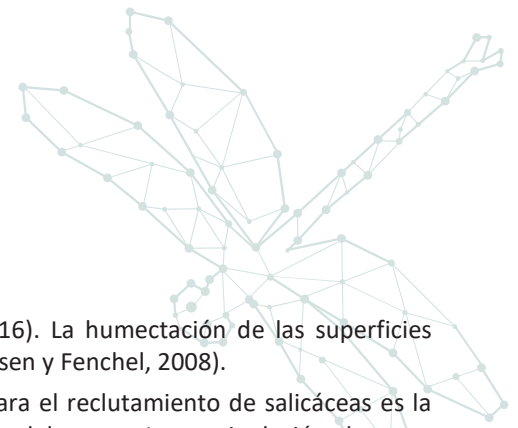 16). La humectación de las superficies
sen y Fenchel, 2008).
ara el reclutamiento de salicáceas es la